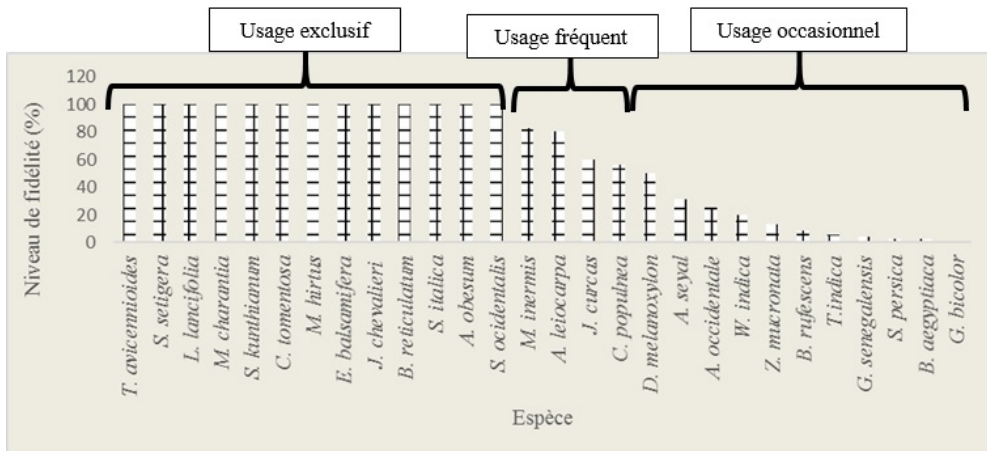 Usage exclusif
Usage fréquent
Usage occasionnel
Niveau de fidélité (%)
120
100
80
60
40
20
0
T. avicennioides
S. setigera
L. lancifolia
M. charantia
S. kunthianum
C. tomentosa
M. hirtus
E. balsamifera
J. chevalieri
B. reticulatum
S. italica
A. obesum
S. ocidentalis
M. inermis
A. leiocarpa
J. curcas
C. populnea
D. melanoxylon
A. seyal
A. occidentale
W. indica
Z. mucronata
B. rufescens
T.indica
G. senegalensis
S. persica
B. aegyptiaca
G. bicolor
Espèce